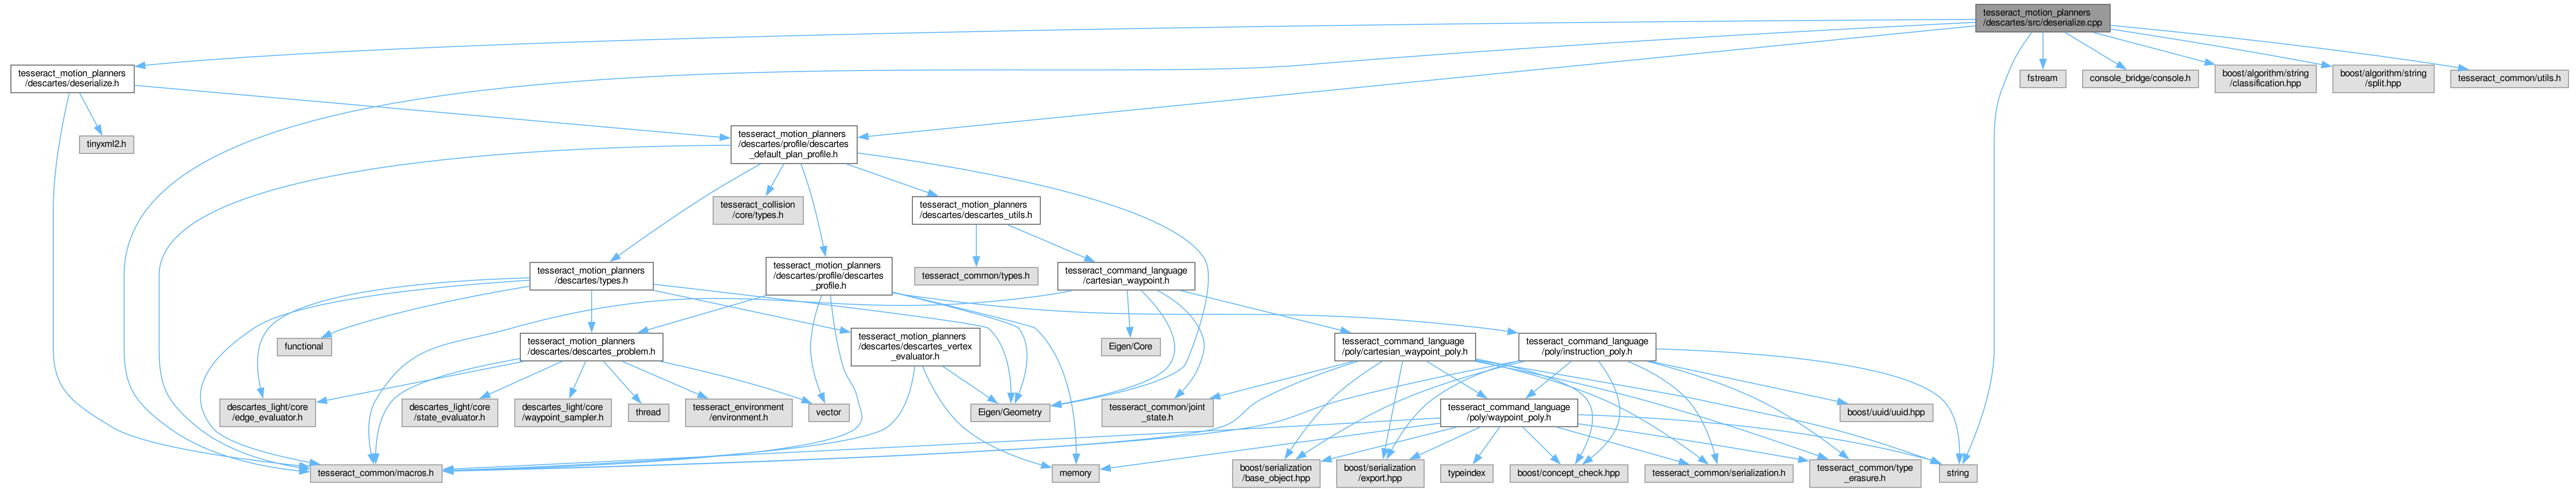 tesseract_motion_planners
/descartes/src/deserialize.cpp
tesseract_motion_planners
/descartes/deserialize.h
fstream
console_bridge/console.h
boost/algorithm/string
/classification.hpp
boost/algorithm/string
/split.hpp
tesseract_common/utils.h
tinyxml2.h
tesseract_motion_planners
/descartes/profile/descartes
_default_plan_profile.h
tesseract_collision
/core/types.h
tesseract_motion_planners
/descartes/descartes_utils.h
tesseract_motion_planners
/descartes/types.h
tesseract_motion_planners
/descartes/profile/descartes
_profile.h
tesseract_common/types.h
tesseract_command_language
/cartesian_waypoint.h
functional
tesseract_motion_planners
/descartes/descartes_problem.h
tesseract_motion_planners
/descartes/descartes_vertex
_evaluator.h
Eigen/Core
tesseract_command_language
/poly/cartesian_waypoint_poly.h
tesseract_command_language
/poly/instruction_poly.h
descartes_light/core
/edge_evaluator.h
descartes_light/core
/state_evaluator.h
descartes_light/core
/waypoint_sampler.h
thread
tesseract_environment
/environment.h
vector
Eigen/Geometry
tesseract_common/joint
_state.h
tesseract_command_language
/poly/waypoint_poly.h
boost/uuid/uuid.hpp
tesseract_common/macros.h
memory
boost/serialization
/base_object.hpp
boost/serialization
/export.hpp
typeindex
boost/concept_check.hpp
tesseract_common/serialization.h
tesseract_common/type
_erasure.h
string